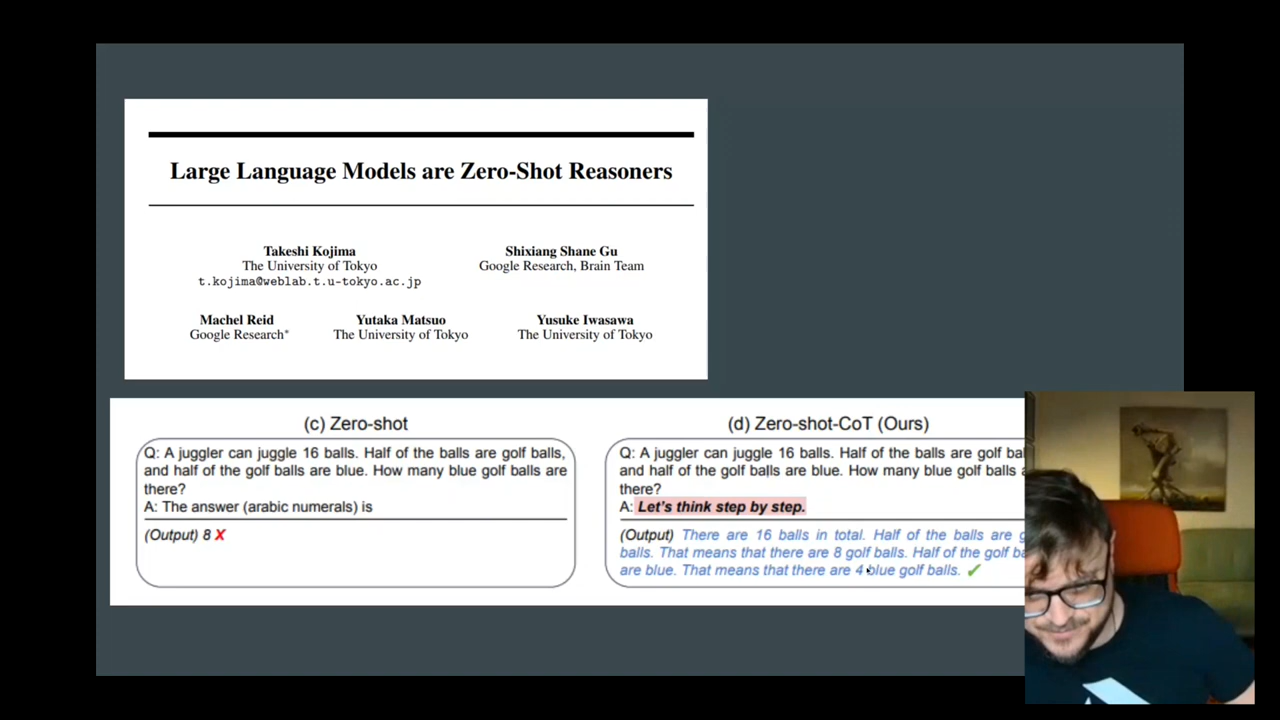 Large Language Models are Zero-Shot Reasoners
Takeshi Kojima
The University of Tokyo
t.kojima@weblab.t.u-tokyo.ac.jp
Shixiang Shane Gu
Google Research, Brain Team
Machel Reid
Google Research*
Yutaka Matsuo
The University of Tokyo
Yusuke Iwasawa
The University of Tokyo
(c) Zero-shot
Q: A juggler can juggle 16 balls. Half of the balls are golf balls,
and half of the golf balls are blue. How many blue golf balls are
there?
A: The answer (arabic numerals) is
(Output) 8 X
(d) Zero-shot-CoT (Ours)
Q: A juggler can juggle 16 balls. Half of the balls are golf
and half of the golf balls are blue. How many blue golf balls
there?
A: Let's think step by step.
(Output) There are 16 balls in total. Half of the balls are
balls. That means that there are 8 golf balls. Half of the golf
are blue. That means that there are 4 blue golf balls. ✓